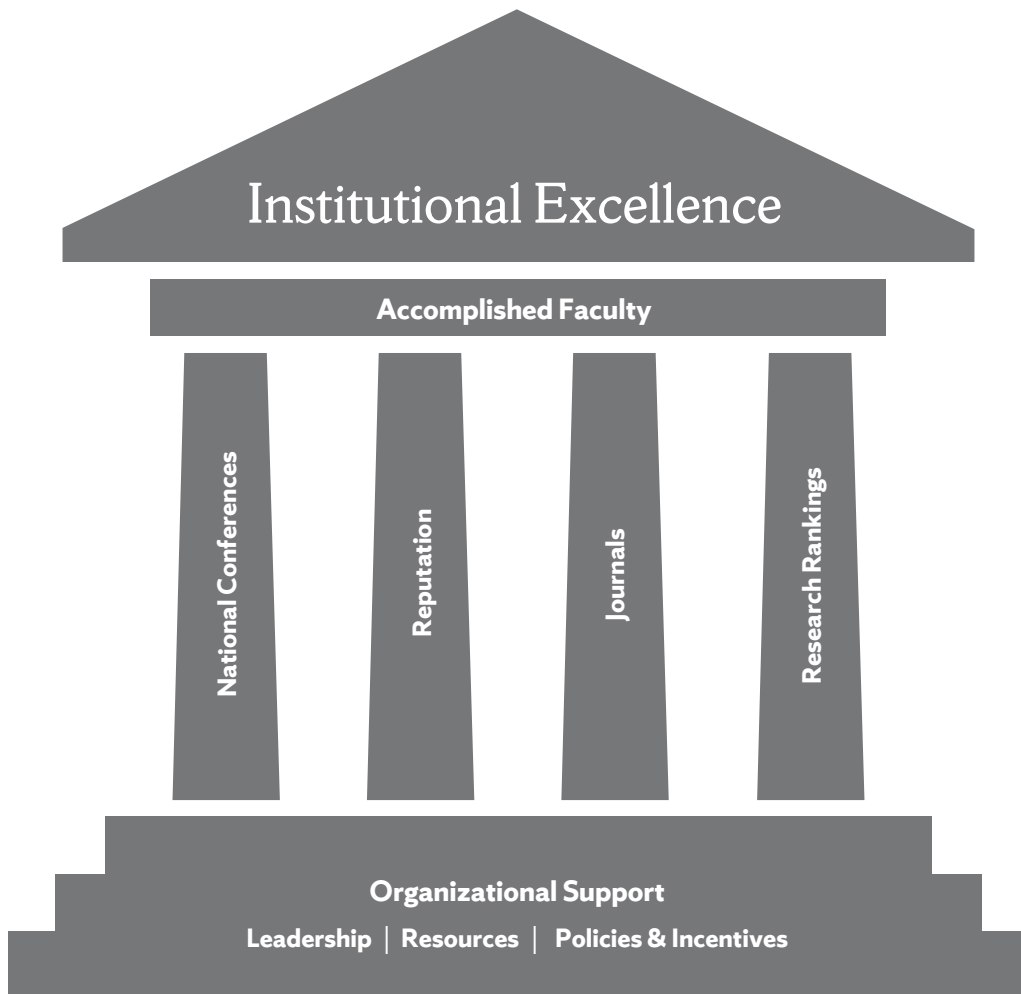 Institutional Excellence
Accomplished Faculty
National Conferences
Reputation
Journals
Research Rankings
Organizational Support
Leadership | Resources | Policies & Incentives